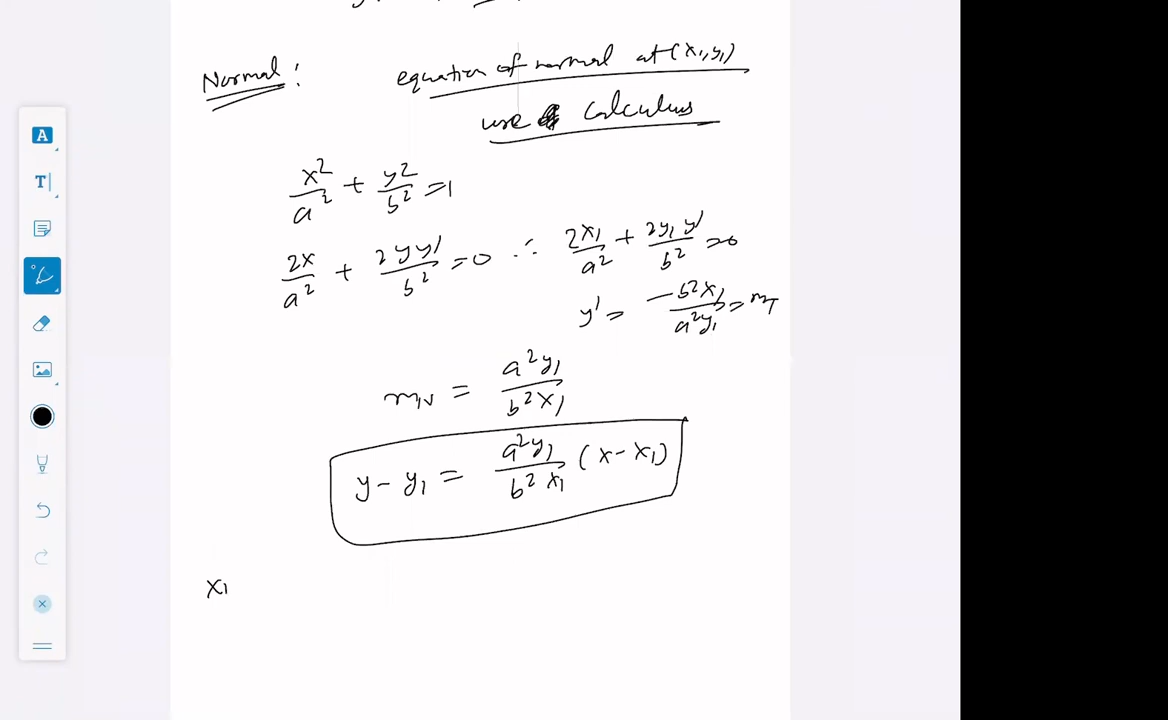 Normal: equation of normal at (x₁, y₁)
use calculus
x²/a² + y²/b² = 1
2x/a² + 2yy'/b² = 0 ∴ 2x₁/a² + 2y₁y'/b² = 0
y' = -b²x₁/a²y₁ = m_T
m_N = a²y₁/b²x₁
y - y₁ = a²y₁/b²x₁ (x - x₁)
x₁
A
T